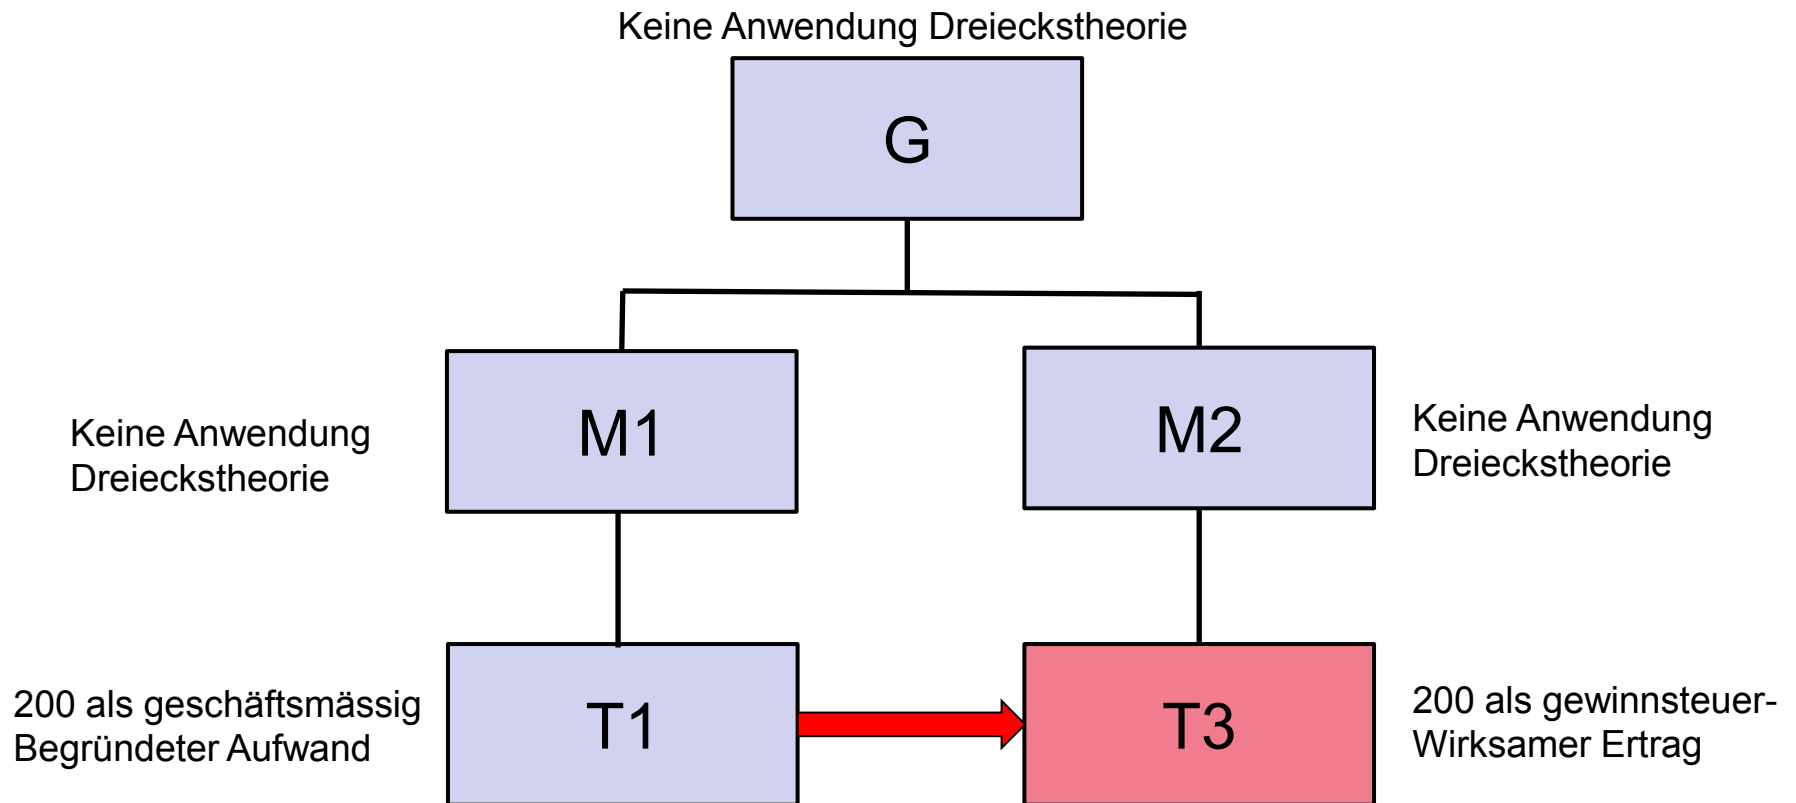 Keine Anwendung Dreieckstheorie
G
M1
M2
Keine Anwendung
Dreieckstheorie
Keine Anwendung
Dreieckstheorie
200 als geschäftsmässig
Begründeter Aufwand
T1
T3
200 als gewinnsteuer-
Wirksamer Ertrag